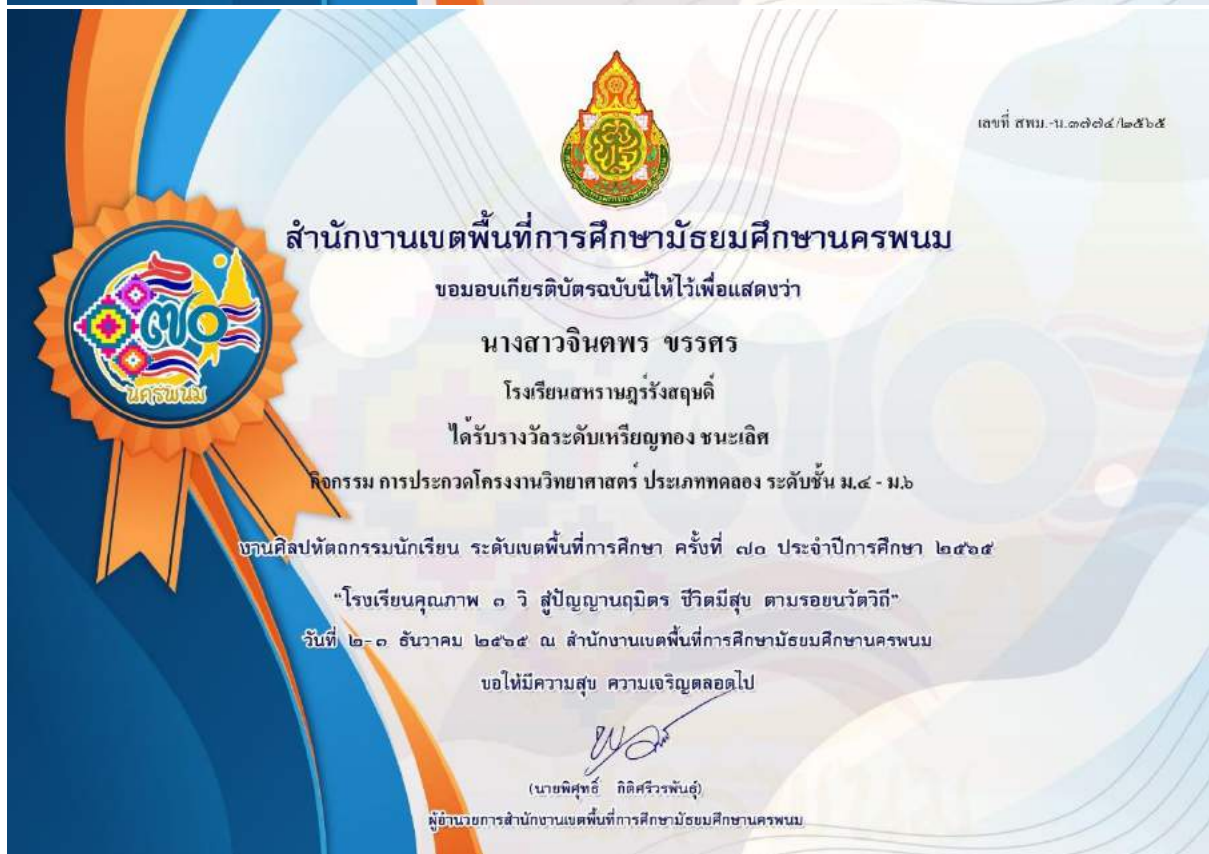 เลขที่ สพม.-น.๓๗๗๔/๒๕๖๕
สำนักงานเขตพื้นที่การศึกษามัธยมศึกษานครพนม
ขอมอบเกียรติบัตรฉบับนี้ให้ไว้เพื่อแสดงว่า
นางสาวจินตพร ขรรศร
โรงเรียนสหราษฎร์รังสฤษดิ์
ได้รับรางวัลระดับเหรียญทอง ชนะเลิศ
๗๐
นครพนม
กิจกรรม การประกวดโครงงานวิทยาศาสตร์ ประเภททดลอง ระดับชั้น ม.๔ - ม.๖
งานศิลปหัตถกรรมนักเรียน ระดับเขตพื้นที่การศึกษา ครั้งที่ ๗๐ ประจำปีการศึกษา ๒๕๖๕
“โรงเรียนคุณภาพ ๓ วิ สู่ปัญญานฤมิตร ชีวิตมีสุข ตามรอยนวัตวิถี”
วันที่ ๒-๓ ธันวาคม ๒๕๖๕ ณ สำนักงานเขตพื้นที่การศึกษามัธยมศึกษานครพนม
ขอให้มีความสุข ความเจริญตลอดไป
(นายพิศุทธิ์ กิติศรีวรพันธุ์)
ผู้อำนวยการสำนักงานเขตพื้นที่การศึกษามัธยมศึกษานครพนม